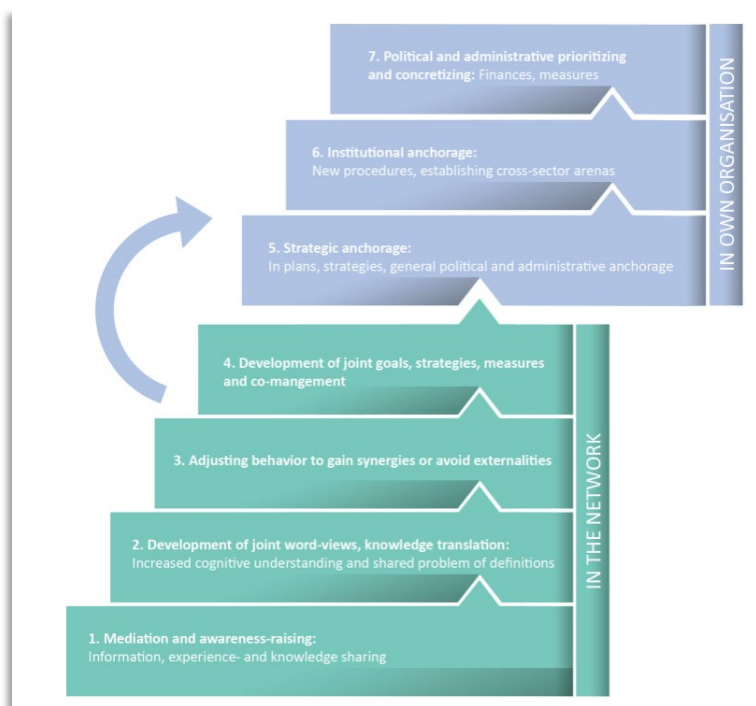 7. Political and administrative prioritizing
and concretizing: Finances, measures
6. Institutional anchorage:
New procedures, establishing cross-sector arenas
5. Strategic anchorage:
In plans, strategies, general political and administrative anchorage
IN OWN ORGANISATION
4. Development of joint goals, strategies, measures
and co-mangement
3. Adjusting behavior to gain synergies or avoid externalities
2. Development of joint word-views, knowledge translation:
Increased cognitive understanding and shared problem of definitions
1. Mediation and awareness-raising:
Information, experience- and knowledge sharing
IN THE NETWORK